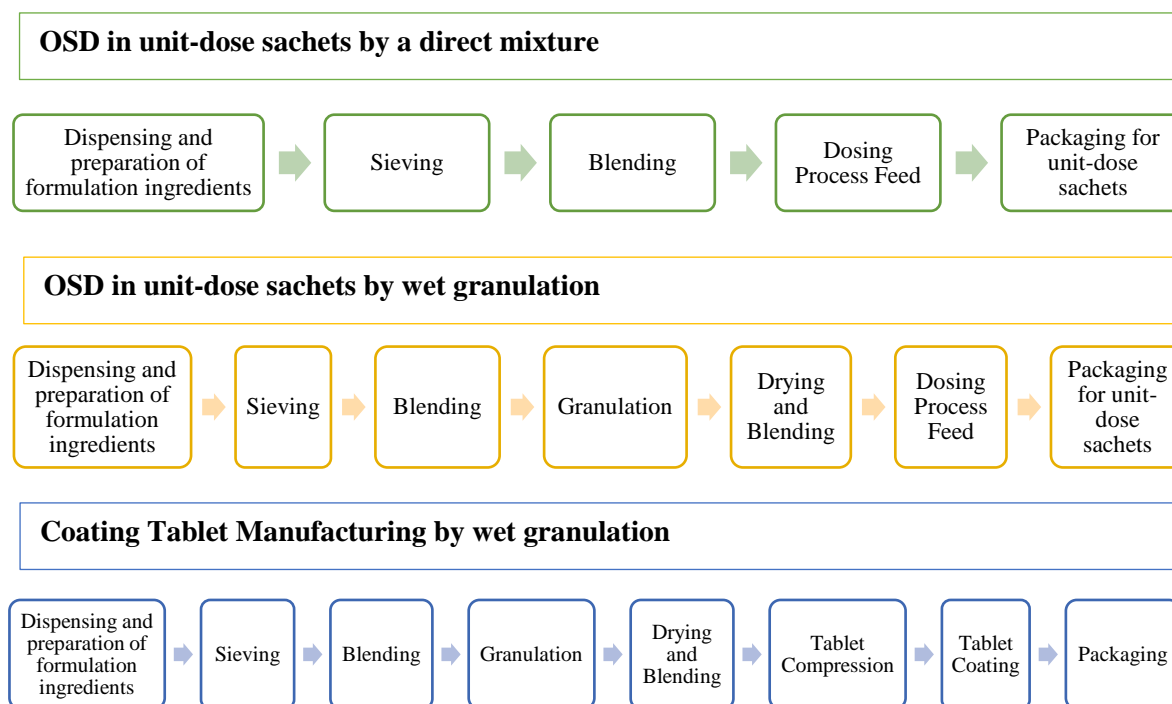 OSD in unit-dose sachets by a direct mixture
Dispensing and
preparation of
formulation ingredients
Sieving
Blending
Dosing
Process Feed
Packaging for
unit-dose
sachets
OSD in unit-dose sachets by wet granulation
Dispensing and
preparation of
formulation
ingredients
Sieving
Blending
Granulation
Drying
and
Blending
Dosing
Process
Feed
Packaging
for unit-
dose
sachets
Coating Tablet Manufacturing by wet granulation
Dispensing and
preparation of
formulation
ingredients
Sieving
Blending
Granulation
Drying
and
Blending
Tablet
Compression
Tablet
Coating
Packaging